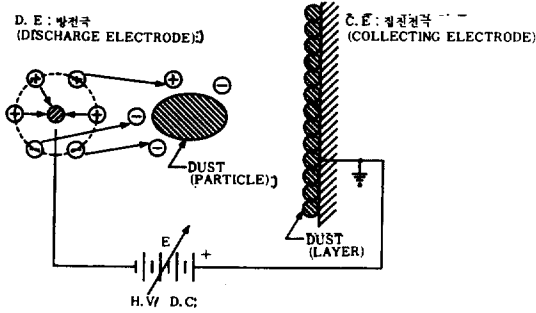 D. E : 방전극
(DISCHARGE ELECTRODE):)
C. E : 집진전극
(COLLECTING ELECTRODE)
+
−
+
−
+
+
−
−
DUST
(PARTICLE):)
DUST
(LAYER)
E
+
H.V/ D.C: